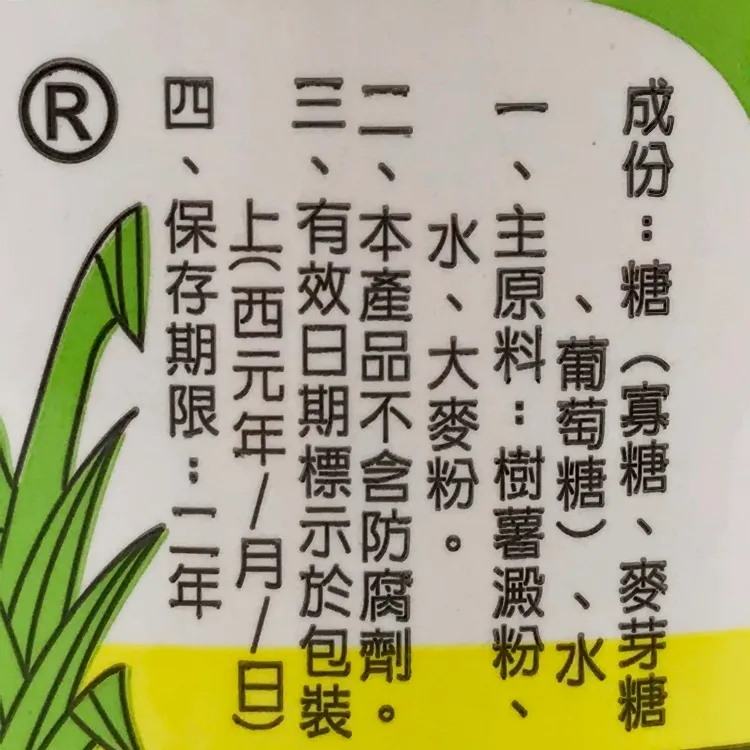 成份：糖（寡糖、麥芽糖
、葡萄糖）、水
一、主原料：樹薯澱粉、
水、大麥粉。
二、本產品不含防腐劑。
三、有效日期標示於包裝
上(西元年/月/日)
四、保存期限：二年
®